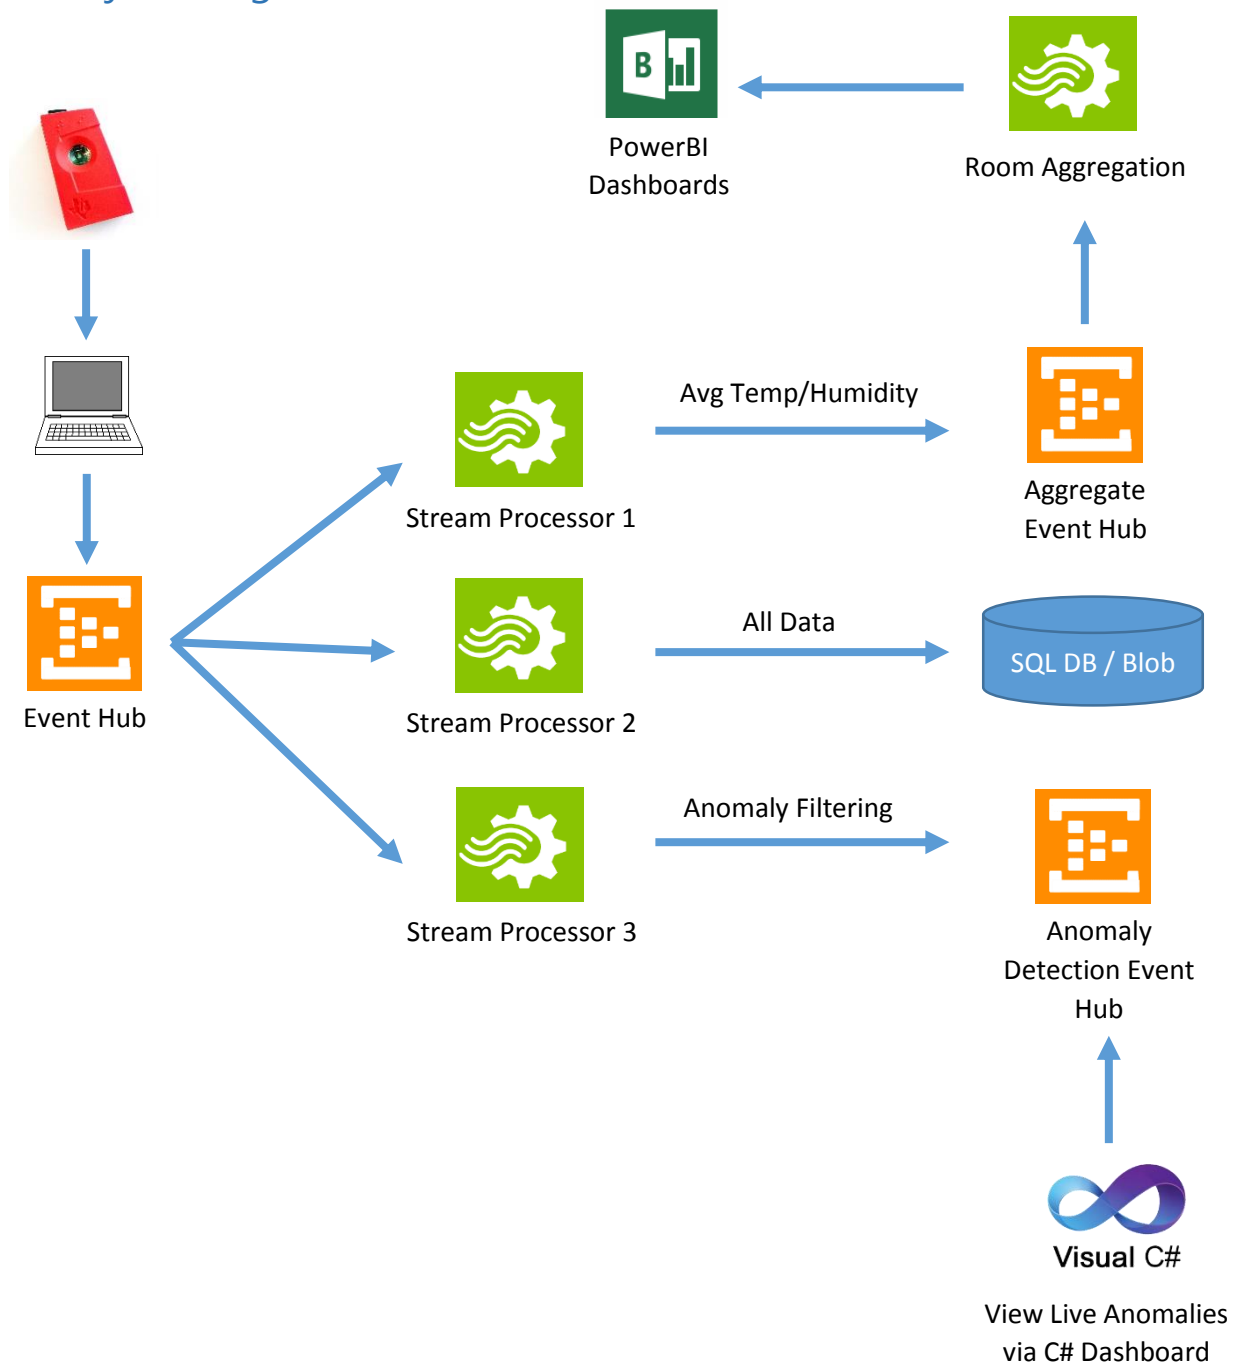 B
PowerBI
Dashboards
Room Aggregation
Avg Temp/Humidity
Stream Processor 1
Aggregate
Event Hub
All Data
SQL DB / Blob
Event Hub
Stream Processor 2
Anomaly Filtering
Stream Processor 3
Anomaly
Detection Event
Hub
Visual C#
View Live Anomalies
via C# Dashboard